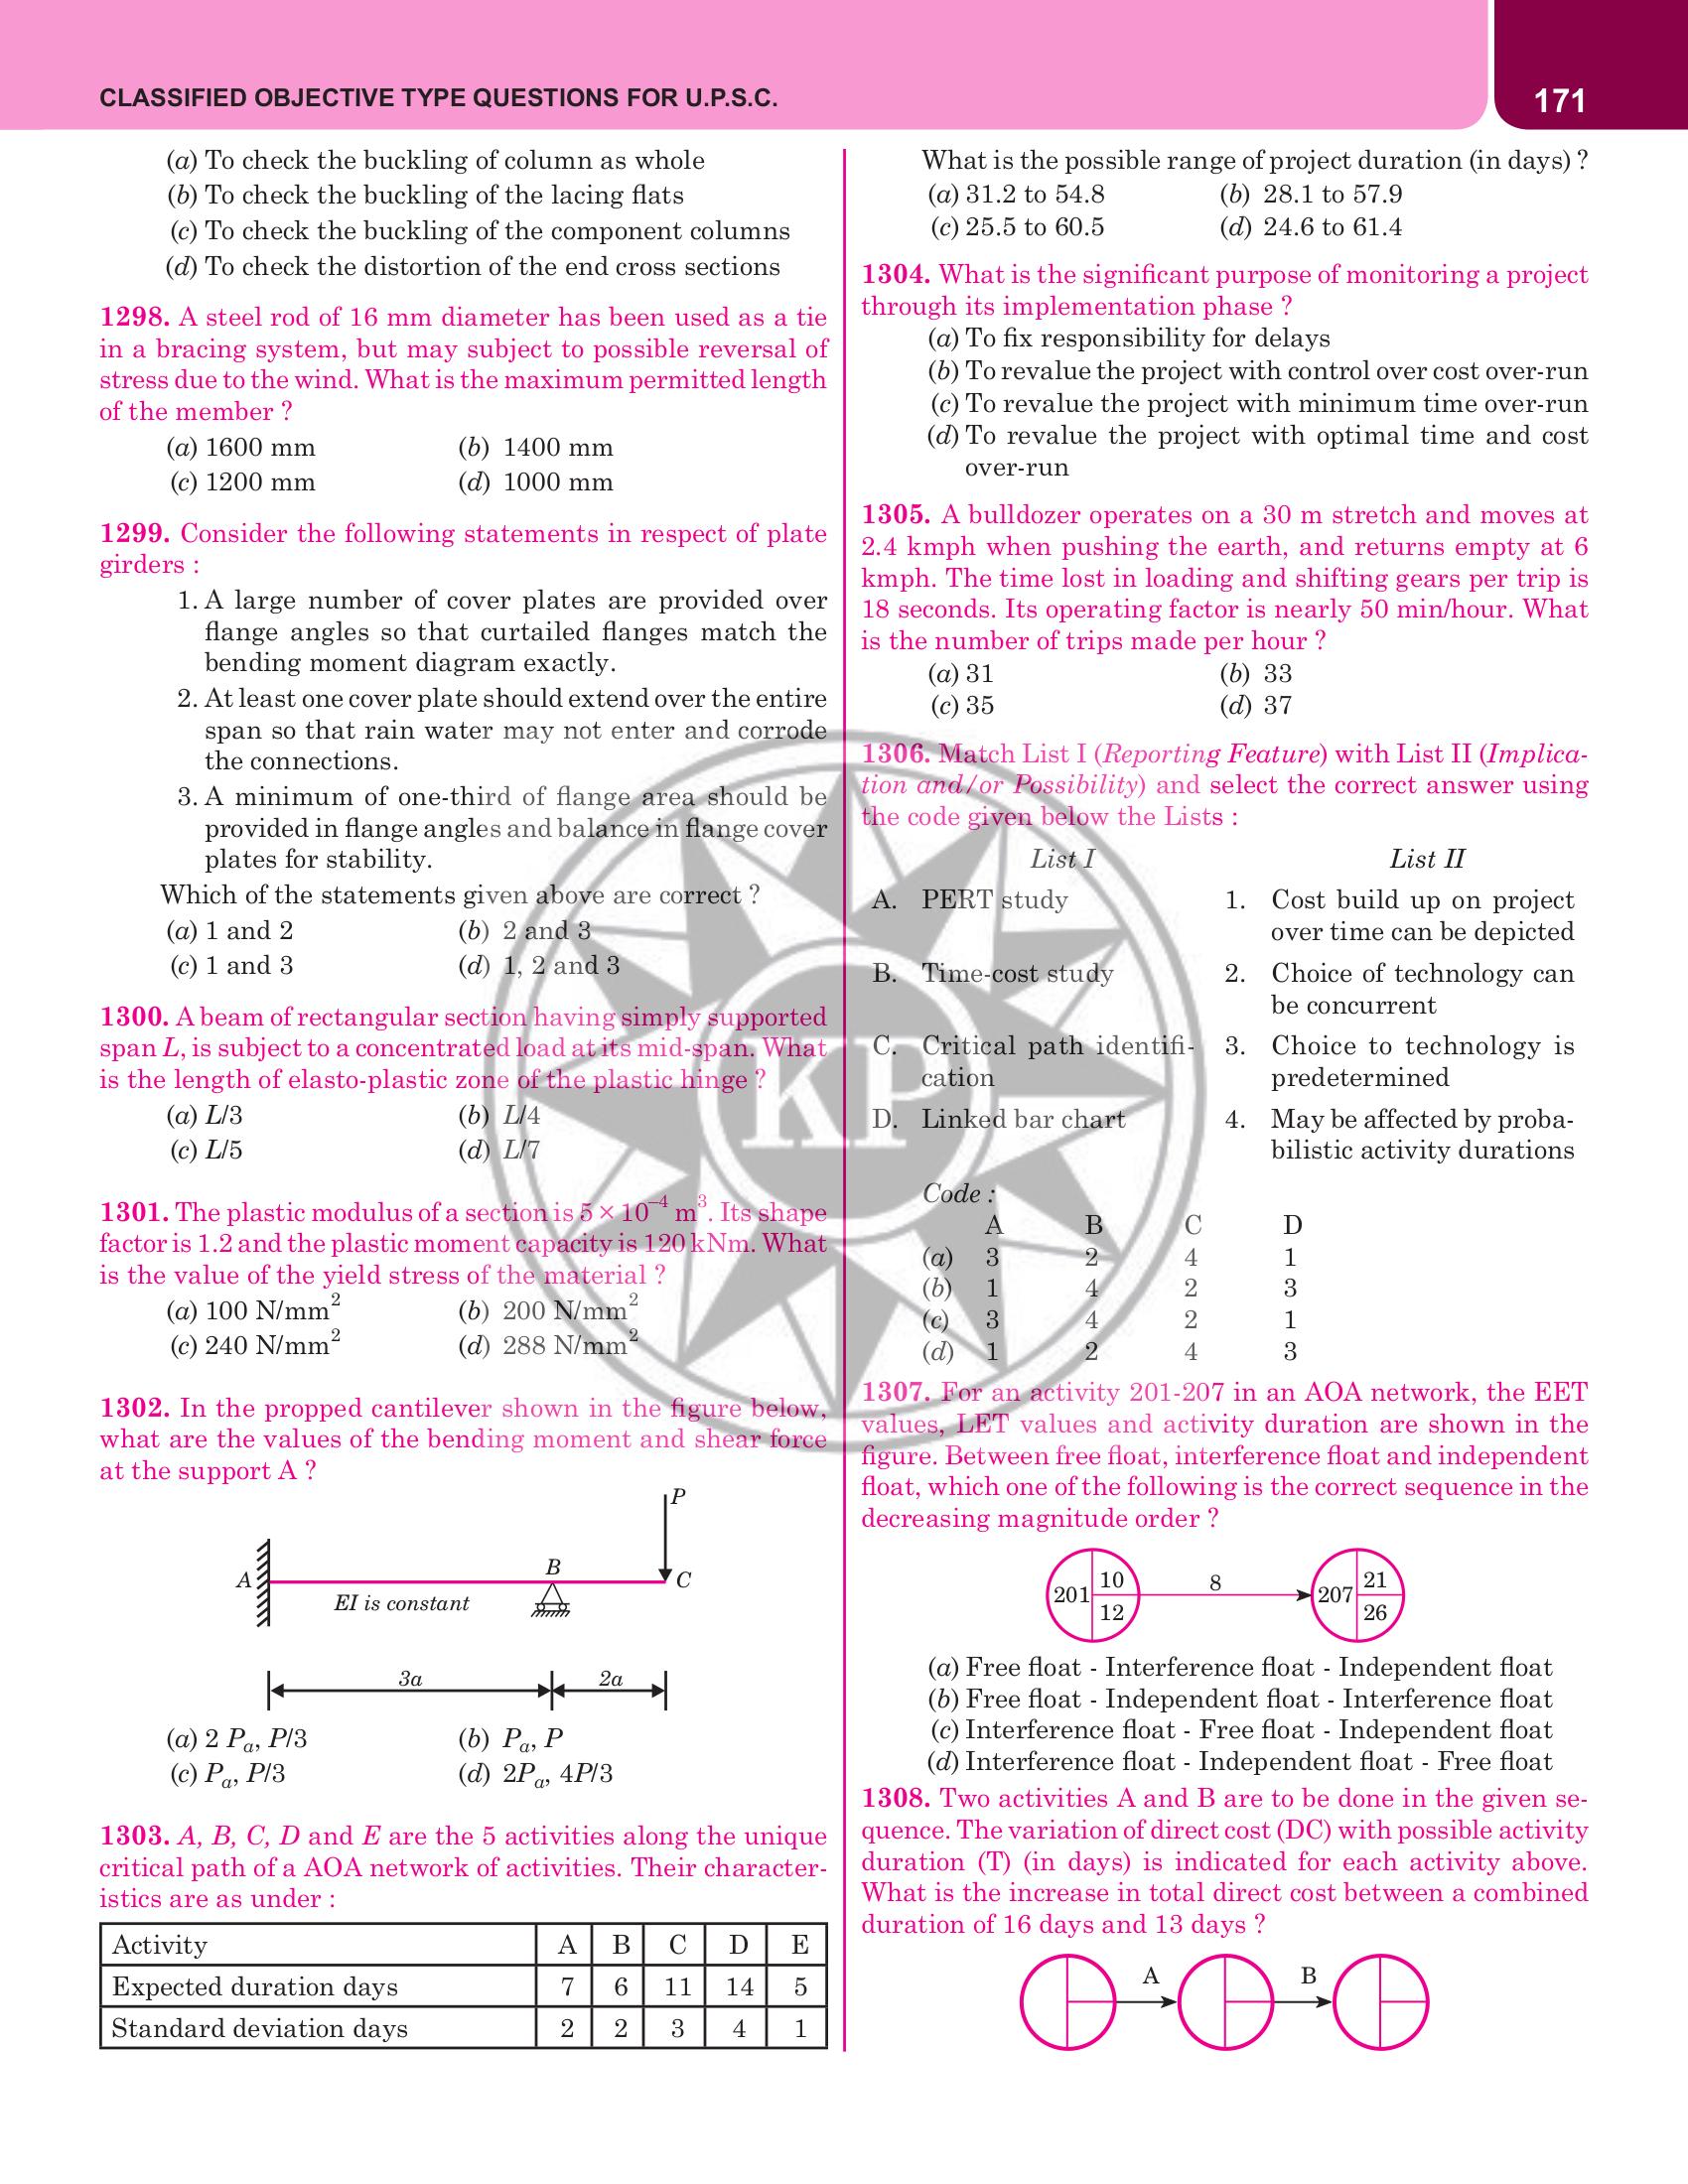 CLASSIFIED OBJECTIVE TYPE QUESTIONS FOR U.P.S.C.
171
(a) To check the buckling of column as whole
(b) To check the buckling of the lacing flats
(c) To check the buckling of the component columns
(d) To check the distortion of the end cross sections
1298. A steel rod of 16 mm diameter has been used as a tie
in a bracing system, but may subject to possible reversal of
stress due to the wind. What is the maximum permitted length
of the member ?
(a) 1600 mm (b) 1400 mm
(c) 1200 mm (d) 1000 mm
1299. Consider the following statements in respect of plate
girders :
1. A large number of cover plates are provided over
flange angles so that curtailed flanges match the
bending moment diagram exactly.
2. At least one cover plate should extend over the entire
span so that rain water may not enter and corrode
the connections.
3. A minimum of one-third of flange area should be
provided in flange angles and balance in flange cover
plates for stability.
Which of the statements given above are correct ?
(a) 1 and 2 (b) 2 and 3
(c) 1 and 3 (d) 1, 2 and 3
1300. A beam of rectangular section having simply supported
span L, is subject to a concentrated load at its mid-span. What
is the length of elasto-plastic zone of the plastic hinge ?
(a) L/3 (b) L/4
(c) L/5 (d) L/7
1301. The plastic modulus of a section is 5 × 10⁻⁴ m³. Its shape
factor is 1.2 and the plastic moment capacity is 120 kNm. What
is the value of the yield stress of the material ?
(a) 100 N/mm² (b) 200 N/mm²
(c) 240 N/mm² (d) 288 N/mm²
1302. In the propped cantilever shown in the figure below,
what are the values of the bending moment and shear force
at the support A ?
P
A
B
C
EI is constant
3a
2a
(a) 2 Pₐ, P/3 (b) Pₐ, P
(c) Pₐ, P/3 (d) 2Pₐ, 4P/3
1303. A, B, C, D and E are the 5 activities along the unique
critical path of a AOA network of activities. Their character-
istics are as under :
Activity A B C D E
Expected duration days 7 6 11 14 5
Standard deviation days 2 2 3 4 1
What is the possible range of project duration (in days) ?
(a) 31.2 to 54.8 (b) 28.1 to 57.9
(c) 25.5 to 60.5 (d) 24.6 to 61.4
1304. What is the significant purpose of monitoring a project
through its implementation phase ?
(a) To fix responsibility for delays
(b) To revalue the project with control over cost over-run
(c) To revalue the project with minimum time over-run
(d) To revalue the project with optimal time and cost
over-run
1305. A bulldozer operates on a 30 m stretch and moves at
2.4 kmph when pushing the earth, and returns empty at 6
kmph. The time lost in loading and shifting gears per trip is
18 seconds. Its operating factor is nearly 50 min/hour. What
is the number of trips made per hour ?
(a) 31 (b) 33
(c) 35 (d) 37
1306. Match List I (Reporting Feature) with List II (Implica-
tion and/or Possibility) and select the correct answer using
the code given below the Lists :
List I List II
A. PERT study 1. Cost build up on project
over time can be depicted
B. Time-cost study 2. Choice of technology can
be concurrent
C. Critical path identifi- 3. Choice to technology is
cation predetermined
D. Linked bar chart 4. May be affected by proba-
bilistic activity durations
Code :
A B C D
(a) 3 2 4 1
(b) 1 4 2 3
(c) 3 4 2 1
(d) 1 2 4 3
1307. For an activity 201-207 in an AOA network, the EET
values, LET values and activity duration are shown in the
figure. Between free float, interference float and independent
float, which one of the following is the correct sequence in the
decreasing magnitude order ?
201 10 12 8 207 21 26
(a) Free float - Interference float - Independent float
(b) Free float - Independent float - Interference float
(c) Interference float - Free float - Independent float
(d) Interference float - Independent float - Free float
1308. Two activities A and B are to be done in the given se-
quence. The variation of direct cost (DC) with possible activity
duration (T) (in days) is indicated for each activity above.
What is the increase in total direct cost between a combined
duration of 16 days and 13 days ?
A B
KP